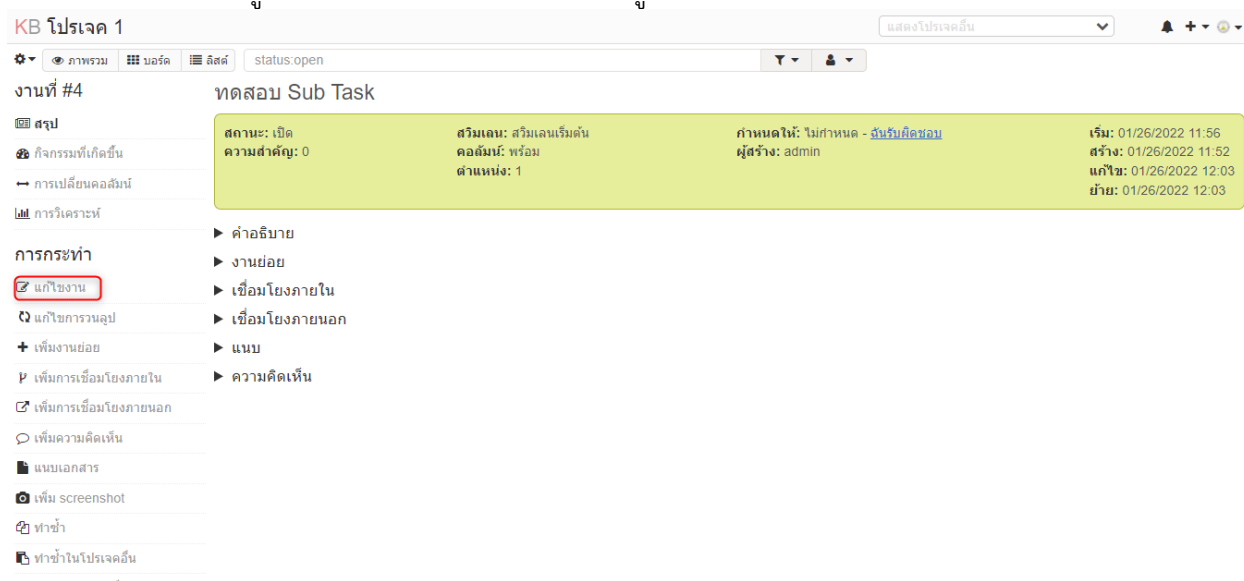 KB โปรเจค 1
แสดงโปรเจคอื่น
ภาพรวม บอร์ด ลิสต์ status:open
งานที่ #4
ทดสอบ Sub Task
สรุป
กิจกรรมที่เกิดขึ้น
การเปลี่ยนคอลัมน์
การวิเคราะห์
สถานะ: เปิด
ความสำคัญ: 0
สวิมเลน: สวิมเลนเริ่มต้น
คอลัมน์: พร้อม
ตำแหน่ง: 1
กำหนดให้: ไม่กำหนด - ฉันรับผิดชอบ
ผู้สร้าง: admin
เริ่ม: 01/26/2022 11:56
สร้าง: 01/26/2022 11:52
แก้ไข: 01/26/2022 12:03
ย้าย: 01/26/2022 12:03
คำอธิบาย
งานย่อย
เชื่อมโยงภายใน
เชื่อมโยงภายนอก
แนบ
ความคิดเห็น
การกระทำ
แก้ไขงาน
แก้ไขการวนลูป
เพิ่มงานย่อย
เพิ่มการเชื่อมโยงภายใน
เพิ่มการเชื่อมโยงภายนอก
เพิ่มความคิดเห็น
แนบเอกสาร
เพิ่ม screenshot
ทำซ้ำ
ทำซ้ำในโปรเจคอื่น